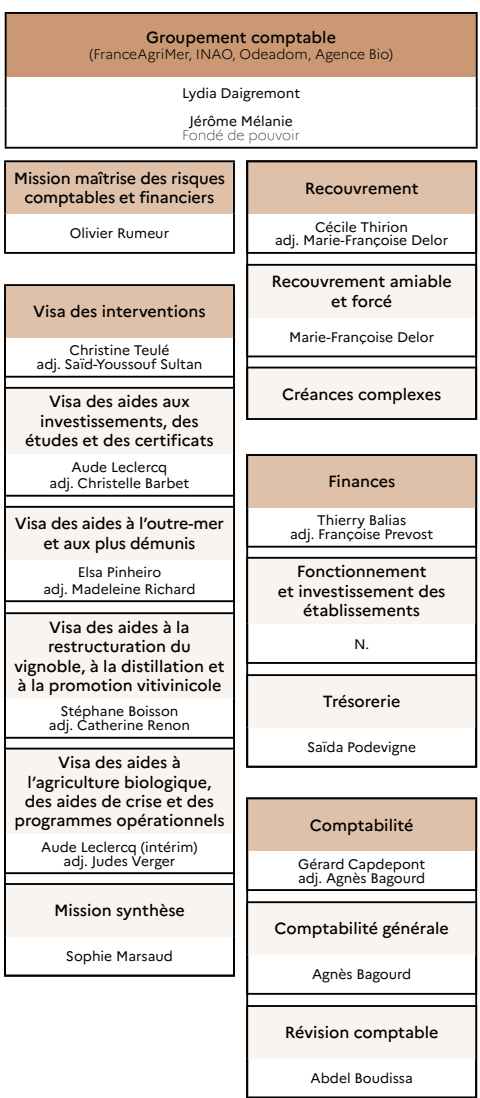 Groupement comptable
(FranceAgriMer, INAO, Odeadom, Agence Bio)
Lydia Daigremont
Jérôme Mélanie
Fondé de pouvoir
Mission maîtrise des risques
comptables et financiers
Olivier Rumeur
Visa des interventions
Christine Teulé
adj. Saïd-Youssouf Sultan
Visa des aides aux
investissements, des
études et des certificats
Aude Leclercq
adj. Christelle Barbet
Visa des aides à l'outre-mer
et aux plus démunis
Elsa Pinheiro
adj. Madeleine Richard
Visa des aides à la
restructuration du
vignoble, à la distillation et
à la promotion vitivinicole
Stéphane Boisson
adj. Catherine Renon
Visa des aides à
l'agriculture biologique,
des aides de crise et des
programmes opérationnels
Aude Leclercq (intérim)
adj. Judes Verger
Mission synthèse
Sophie Marsaud
Recouvrement
Cécile Thirion
adj. Marie-Françoise Delor
Recouvrement amiable
et forcé
Marie-Françoise Delor
Créances complexes
Finances
Thierry Balias
adj. Françoise Prevost
Fonctionnement
et investissement des
établissements
N.
Trésorerie
Saïda Podevigne
Comptabilité
Gérard Capdepont
adj. Agnès Bagourd
Comptabilité générale
Agnès Bagourd
Révision comptable
Abdel Boudissa